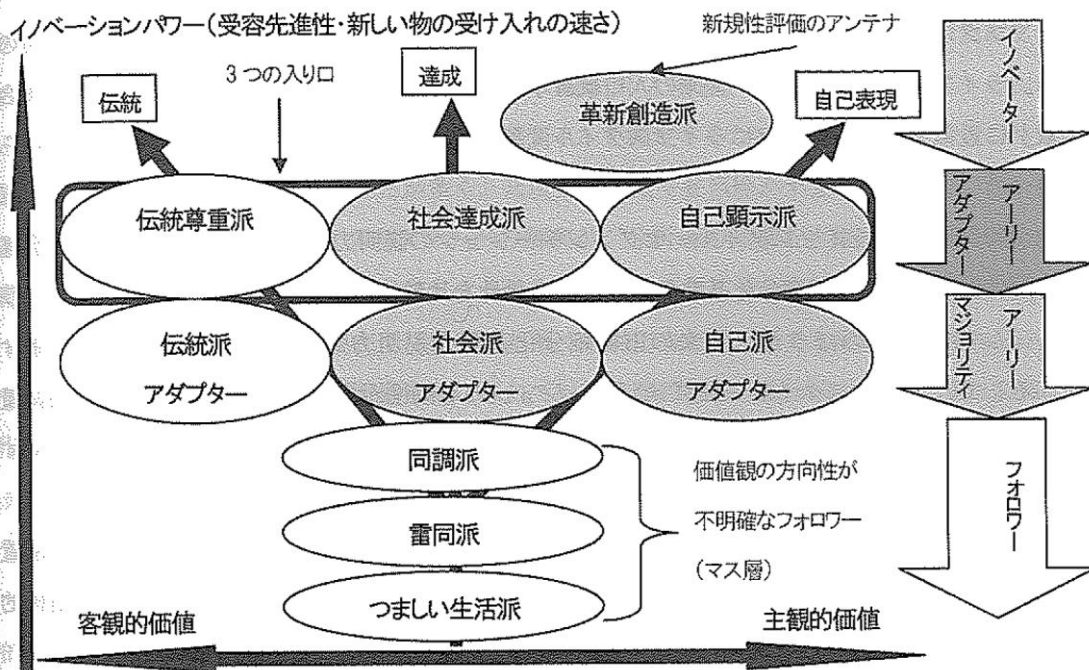 イノベーションパワー(受容先進性・新しい物の受け入れの速さ)
新規性評価のアンテナ
3つの入り口
伝統
達成
革新創造派
自己表現
イノベーター
伝統尊重派
社会達成派
自己顕示派
アーリー
アダプター
伝統派
アダプター
社会派
アダプター
自己派
アダプター
アーリー
マジョリティ
同調派
雷同派
つましい生活派
価値観の方向性が
不明確なフォロワー
(マス層)
フォロワー
客観的価値
主観的価値